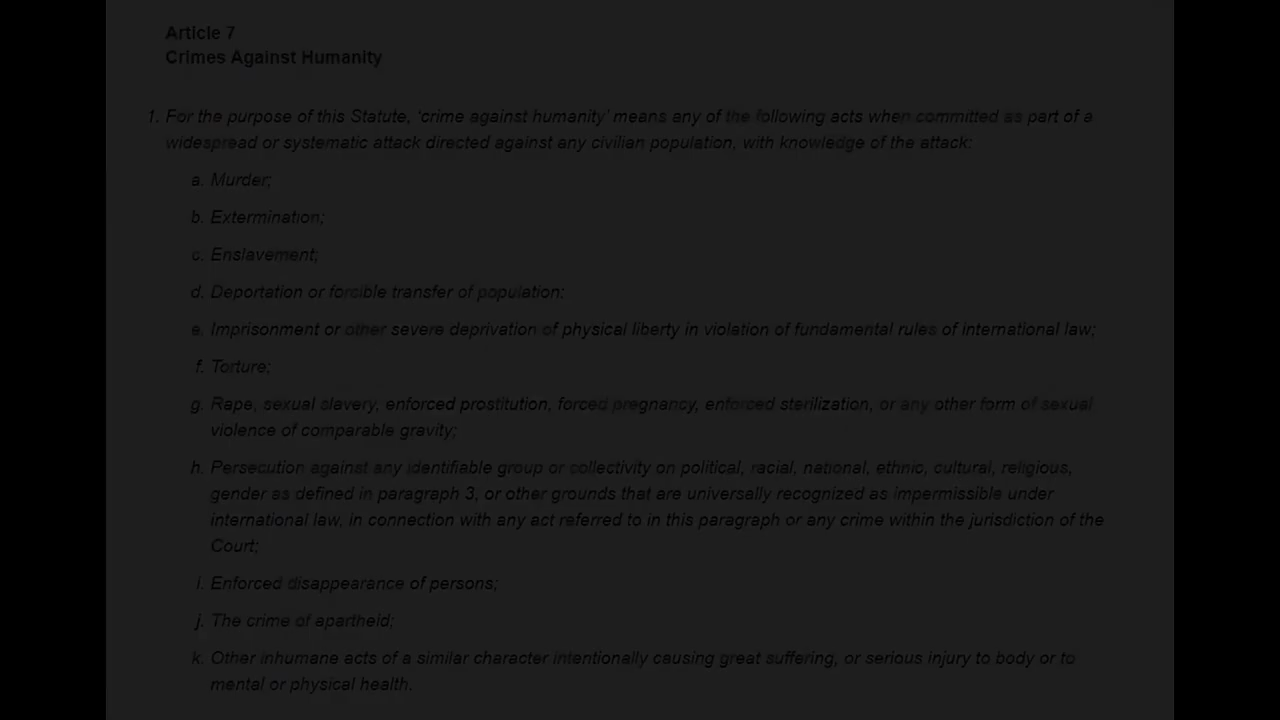 Article 7
Crimes Against Humanity
1. For the purpose of this Statute, ‘crime against humanity’ means any of the following acts when committed as part of a
widespread or systematic attack directed against any civilian population, with knowledge of the attack:
a. Murder;
b. Extermination;
c. Enslavement;
d. Deportation or forcible transfer of population;
e. Imprisonment or other severe deprivation of physical liberty in violation of fundamental rules of international law;
f. Torture;
g. Rape, sexual slavery, enforced prostitution, forced pregnancy, enforced sterilization, or any other form of sexual
violence of comparable gravity;
h. Persecution against any identifiable group or collectivity on political, racial, national, ethnic, cultural, religious,
gender as defined in paragraph 3, or other grounds that are universally recognized as impermissible under
international law, in connection with any act referred to in this paragraph or any crime within the jurisdiction of the
Court;
i. Enforced disappearance of persons;
j. The crime of apartheid;
k. Other inhumane acts of a similar character intentionally causing great suffering, or serious injury to body or to
mental or physical health.